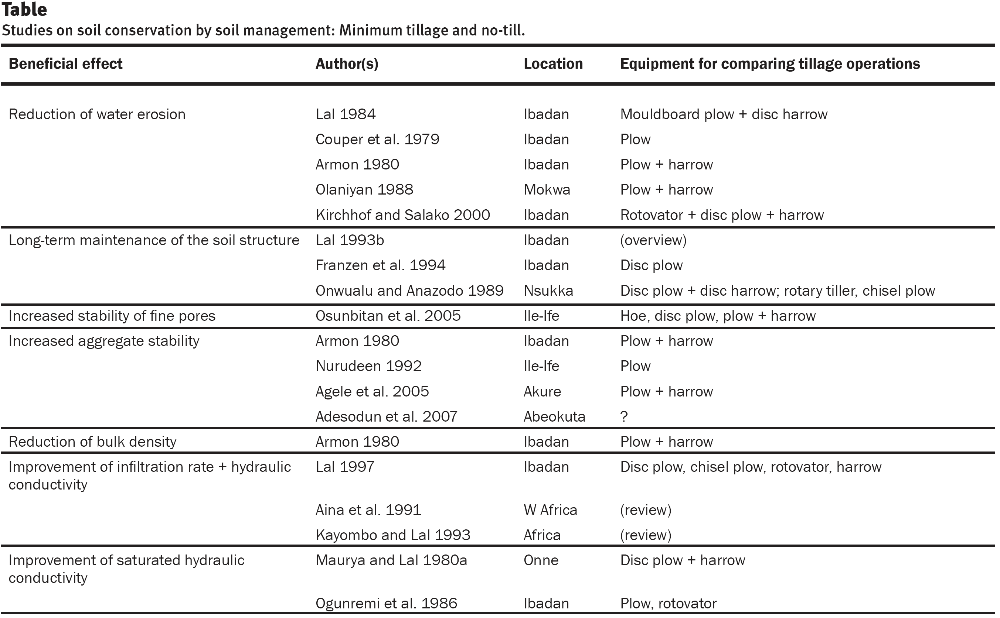 Table
Studies on soil conservation by soil management: Minimum tillage and no-till.
Beneficial effect Author(s) Location Equipment for comparing tillage operations
Reduction of water erosion Lal 1984 Ibadan Mouldboard plow + disc harrow
Couper et al. 1979 Ibadan Plow
Armon 1980 Ibadan Plow + harrow
Olaniyan 1988 Mokwa Plow + harrow
Kirchhof and Salako 2000 Ibadan Rotovator + disc plow + harrow
Long-term maintenance of the soil structure Lal 1993b Ibadan (overview)
Franzen et al. 1994 Ibadan Disc plow
Onwualu and Anazodo 1989 Nsukka Disc plow + disc harrow; rotary tiller, chisel plow
Increased stability of fine pores Osunbitan et al. 2005 Ile-Ife Hoe, disc plow, plow + harrow
Increased aggregate stability Armon 1980 Ibadan Plow + harrow
Nurudeen 1992 Ile-Ife Plow
Agele et al. 2005 Akure Plow + harrow
Adesodun et al. 2007 Abeokuta ?
Reduction of bulk density Armon 1980 Ibadan Plow + harrow
Improvement of infiltration rate + hydraulic Lal 1997 Ibadan Disc plow, chisel plow, rotovator, harrow
conductivity
Aina et al. 1991 W Africa (review)
Kayombo and Lal 1993 Africa (review)
Improvement of saturated hydraulic Maurya and Lal 1980a Onne Disc plow + harrow
conductivity
Ogunremi et al. 1986 Ibadan Plow, rotovator